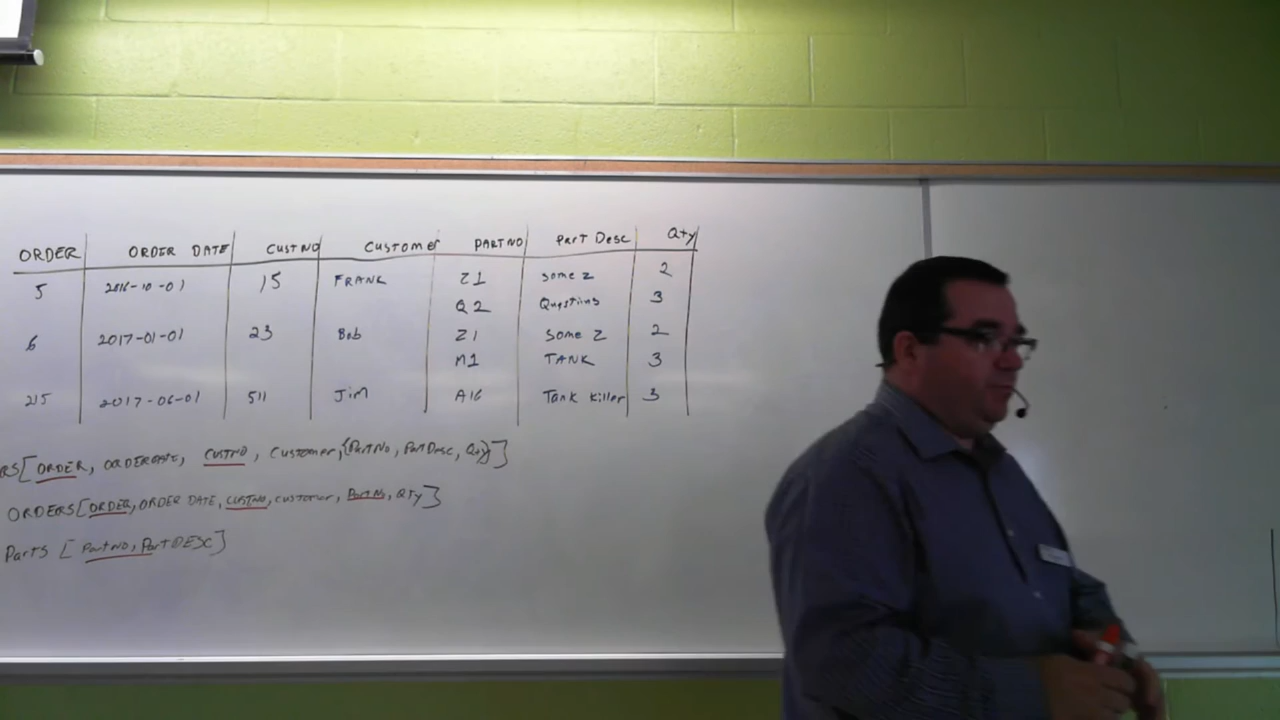 ORDER ORDER DATE CUSTNO Customer PARTNO Part Desc Qty
5 2016-10-01 15 FRANK Z1 some z 2
Q2 Questions 3
6 2017-01-01 23 Bob Z1 Some Z 2
M1 TANK 3
215 2017-06-01 511 Jim A16 Tank Killer 3
RS[ORDER, ORDERDATE, CUSTNO, Customer,{PartNo, PartDesc, Qty}]
ORDERS[ORDER, ORDER DATE, CUSTNO, customer, PartNo, QTy]
Parts [PartNO, PartDESC]